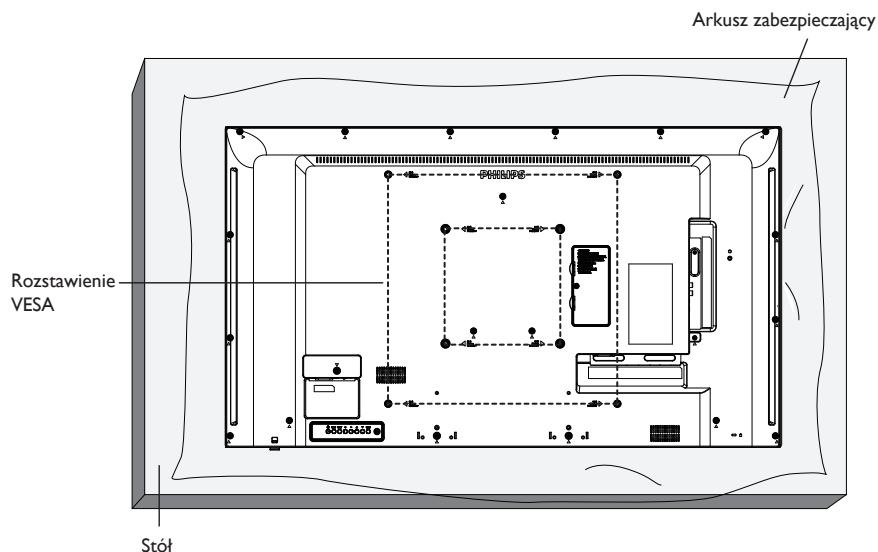 Arkusz zabezpieczający
PHILIPS
Rozstawienie
VESA
Stół